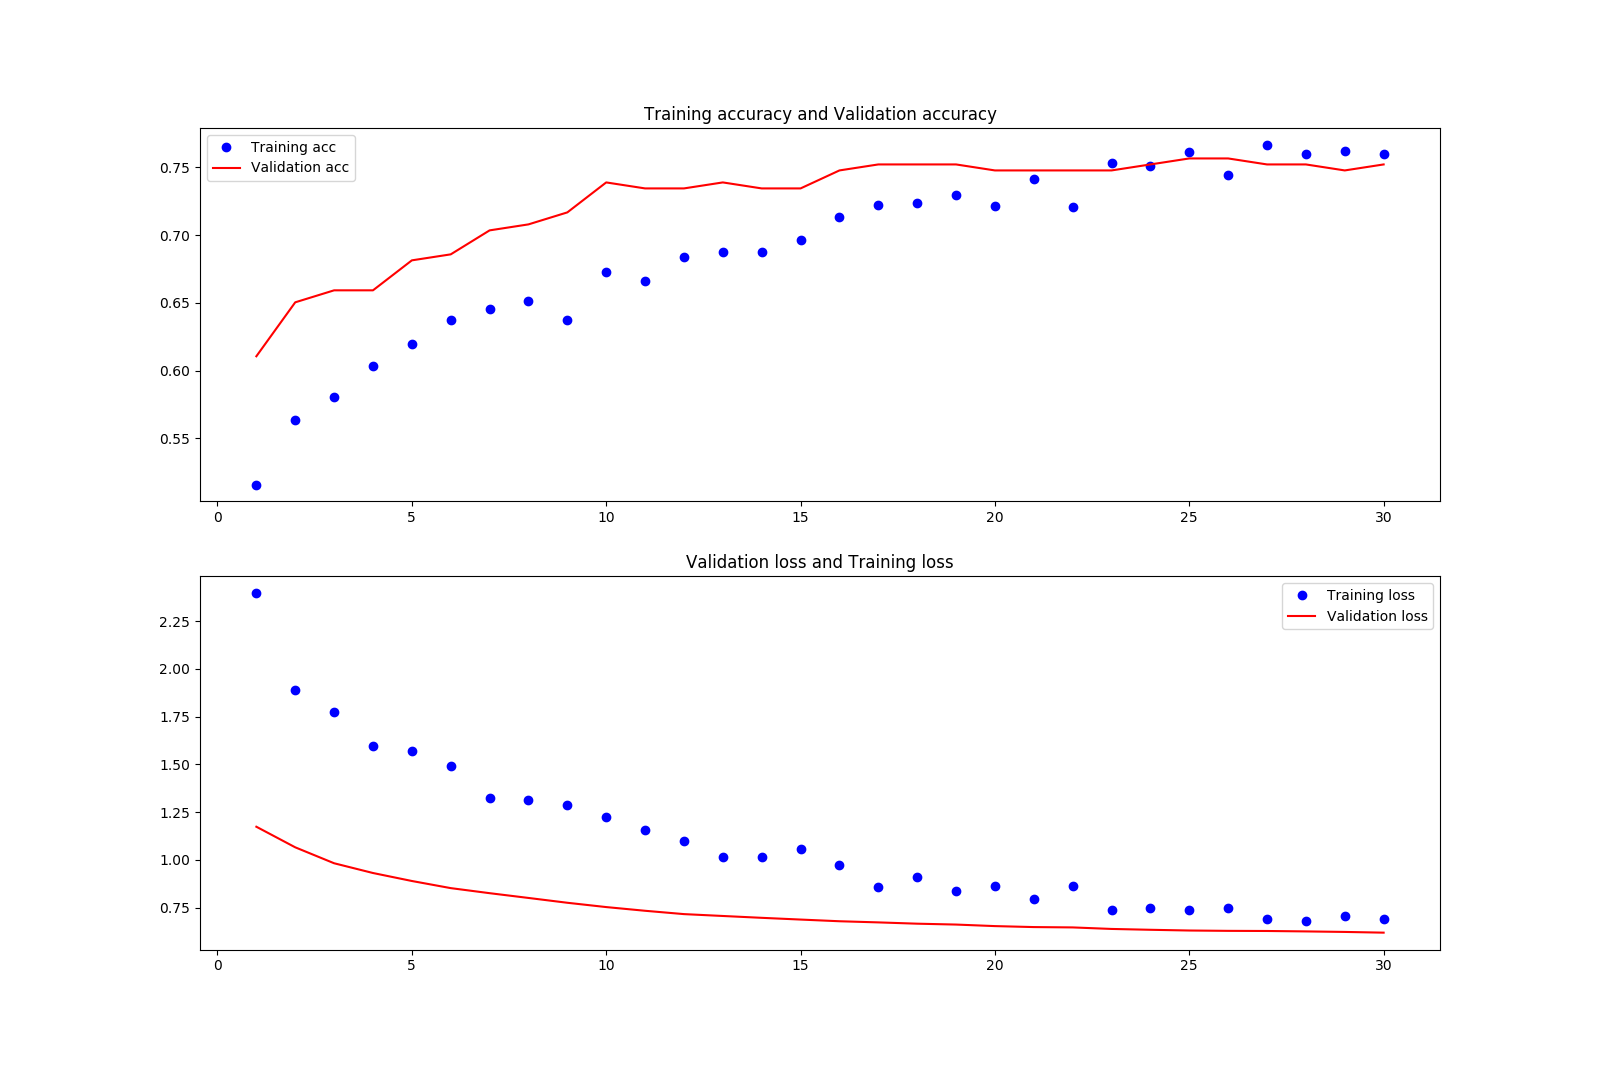 Training accuracy and Validation accuracy
Training acc
Validation acc
0.75
0.70
0.65
0.60
0.55
0 5 10 15 20 25 30
Validation loss and Training loss
Training loss
Validation loss
2.25
2.00
1.75
1.50
1.25
1.00
0.75
0 5 10 15 20 25 30